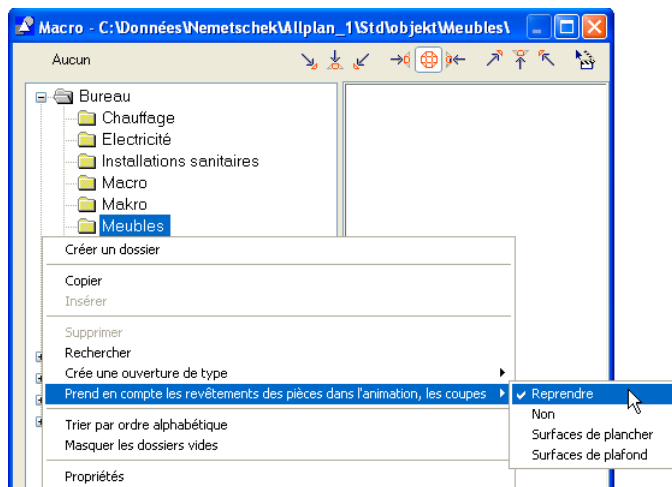 Macro - C:\Données\Nemetschek\Allplan_1\Std\objekt\Meubles\
Aucun
Bureau
Chauffage
Electricité
Installations sanitaires
Macro
Makro
Meubles
Créer un dossier
Copier
Insérer
Supprimer
Rechercher
Crée une ouverture de type
Prend en compte les revêtements des pièces dans l'animation, les coupes
Reprendre
Non
Surfaces de plancher
Surfaces de plafond
Trier par ordre alphabétique
Masquer les dossiers vides
Propriétés